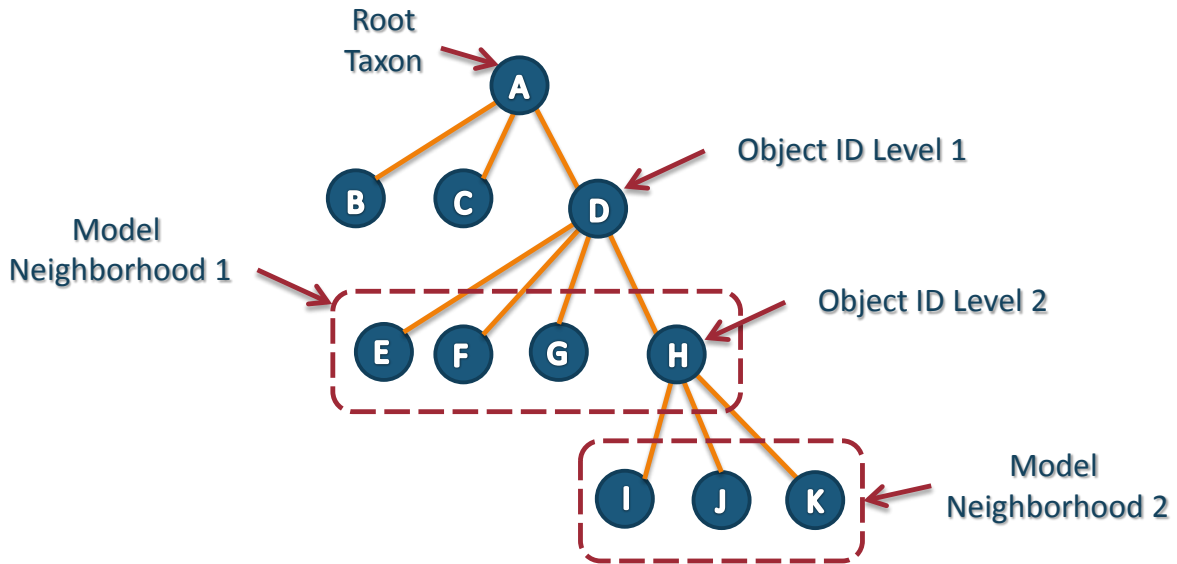 Root
Taxon
A
Object ID Level 1
B
C
D
Model
Neighborhood 1
Object ID Level 2
E
F
G
H
Model
Neighborhood 2
I
J
K